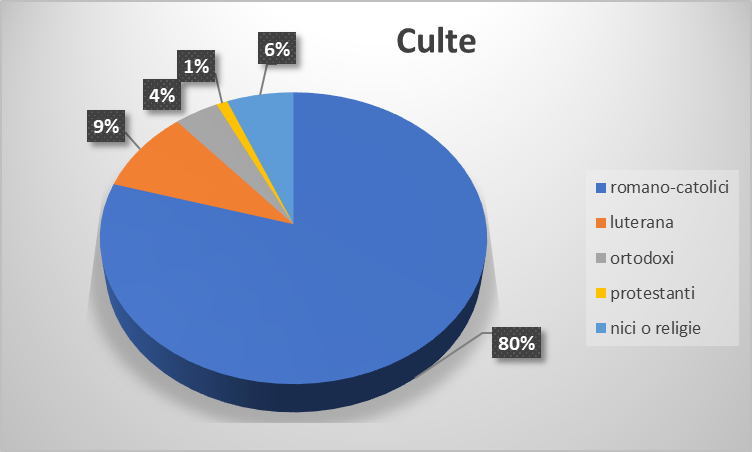 Culte
6%
1%
4%
9%
80%
romano-catolici
luterana
ortodoxi
protestanti
nici o religie